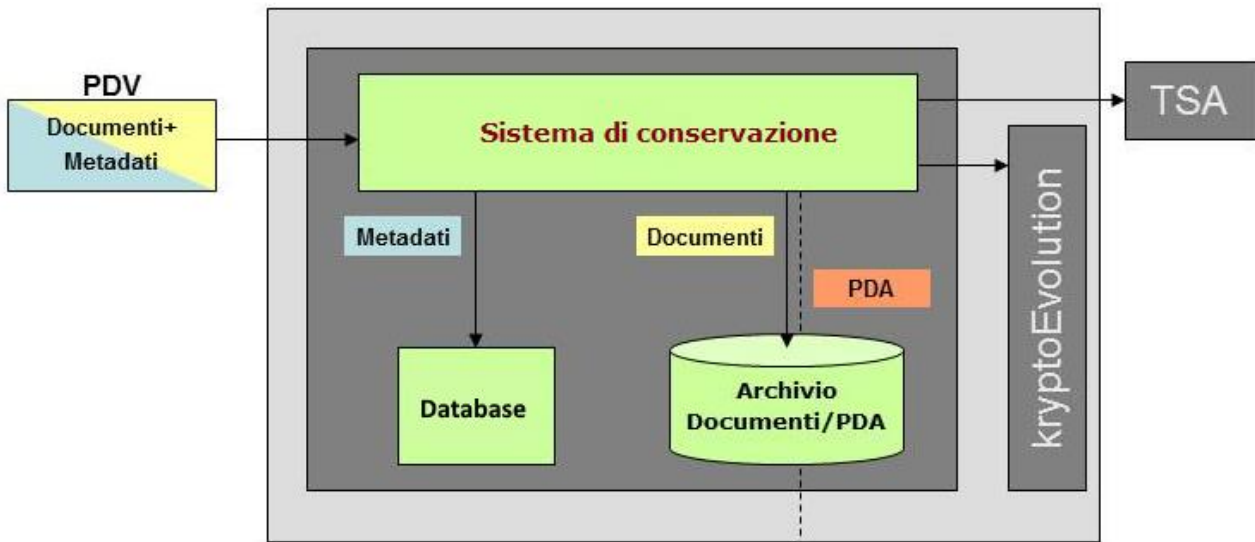 PDV
Documenti+
Metadati
Sistema di conservazione
TSA
kryptoEvolution
Metadati
Documenti
PDA
Database
Archivio
Documenti/PDA